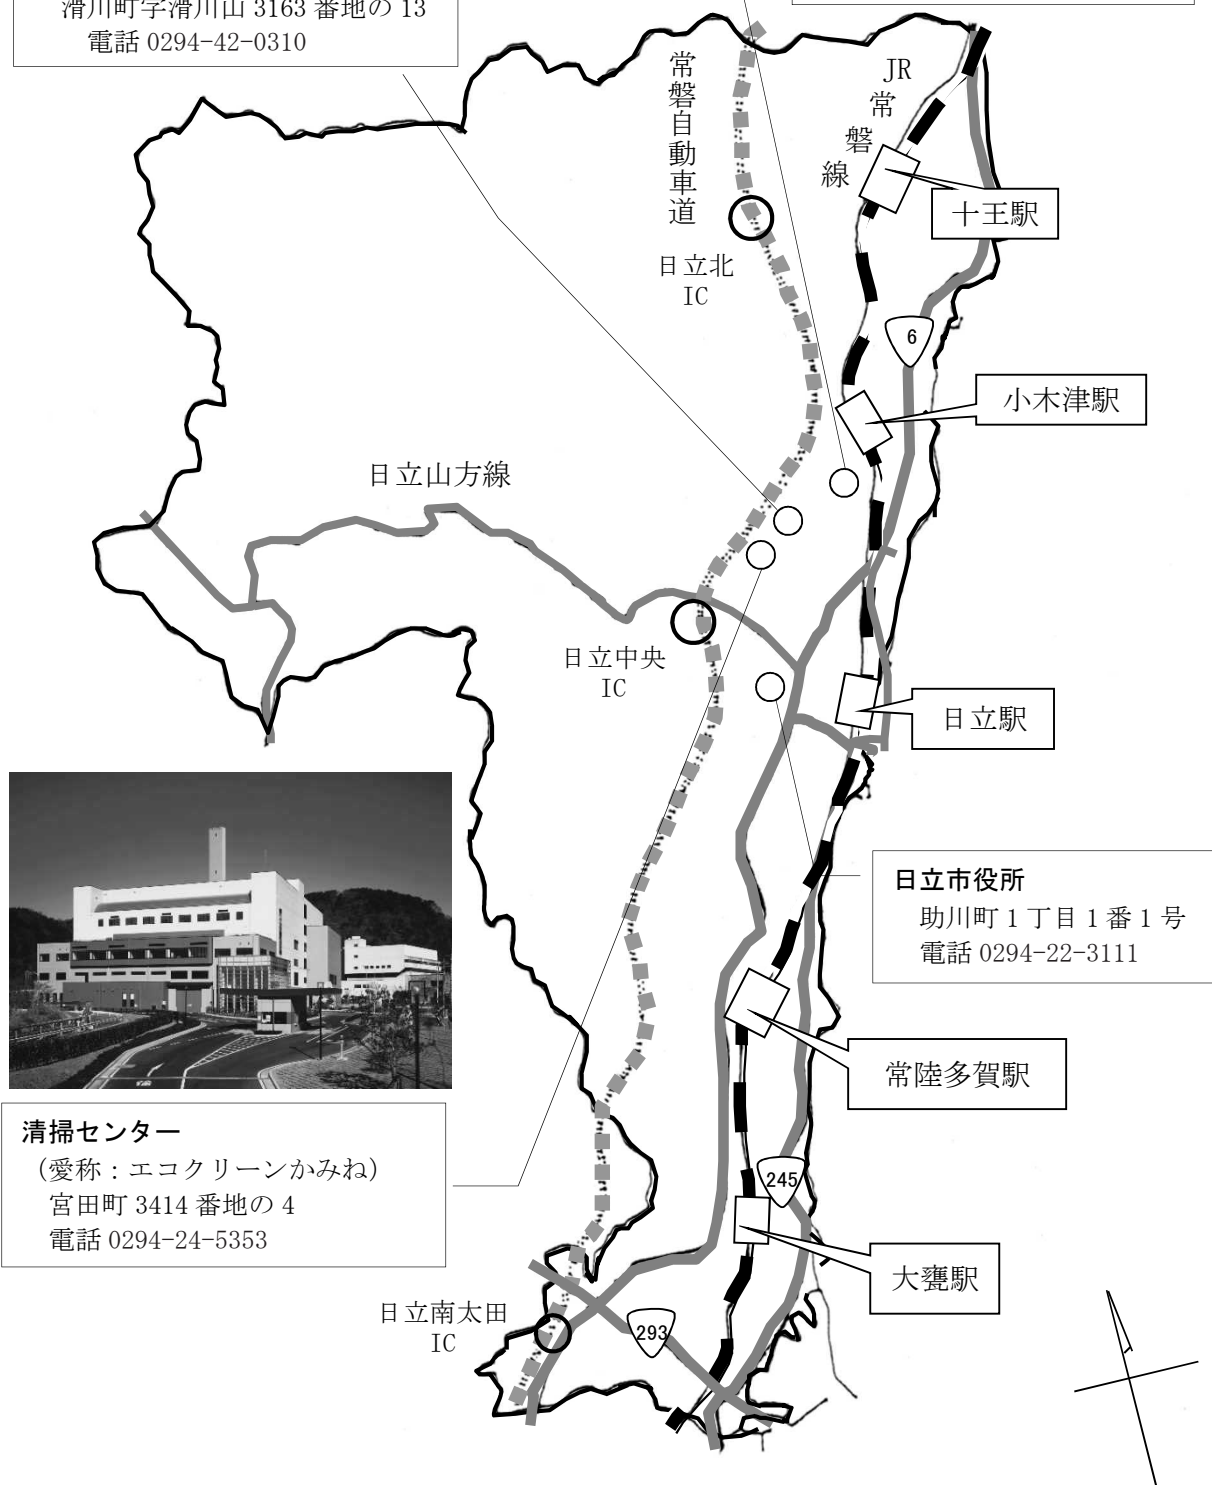 滑川町字滑川山 3163 番地の 13
電話 0294-42-0310
常磐自動車道
JR
常
磐
線
十王駅
日立北
IC
6
小木津駅
日立山方線
日立中央
IC
日立駅
日立市役所
助川町 1 丁目 1 番 1 号
電話 0294-22-3111
常陸多賀駅
清掃センター
（愛称：エコクリーンかみね）
宮田町 3414 番地の 4
電話 0294-24-5353
245
大甕駅
日立南太田
IC
293